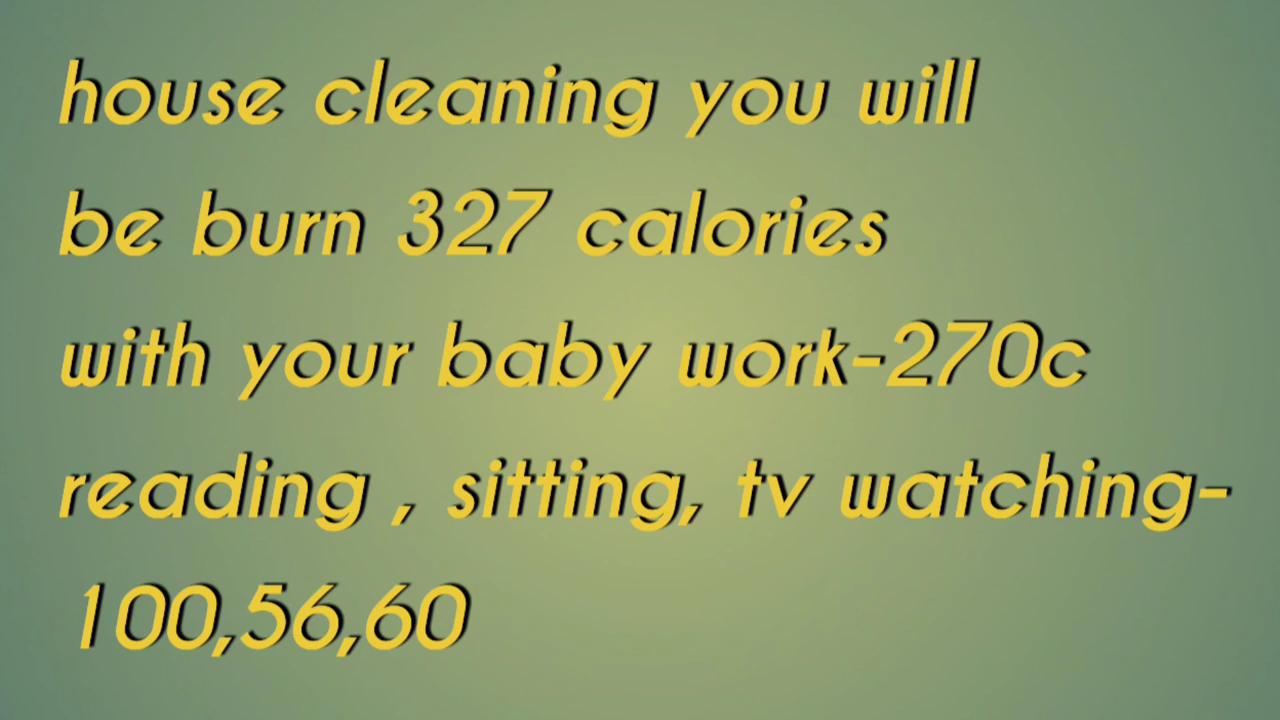 house cleaning you will
be burn 327 calories
with your baby work-270c
reading , sitting, tv watching-
100,56,60